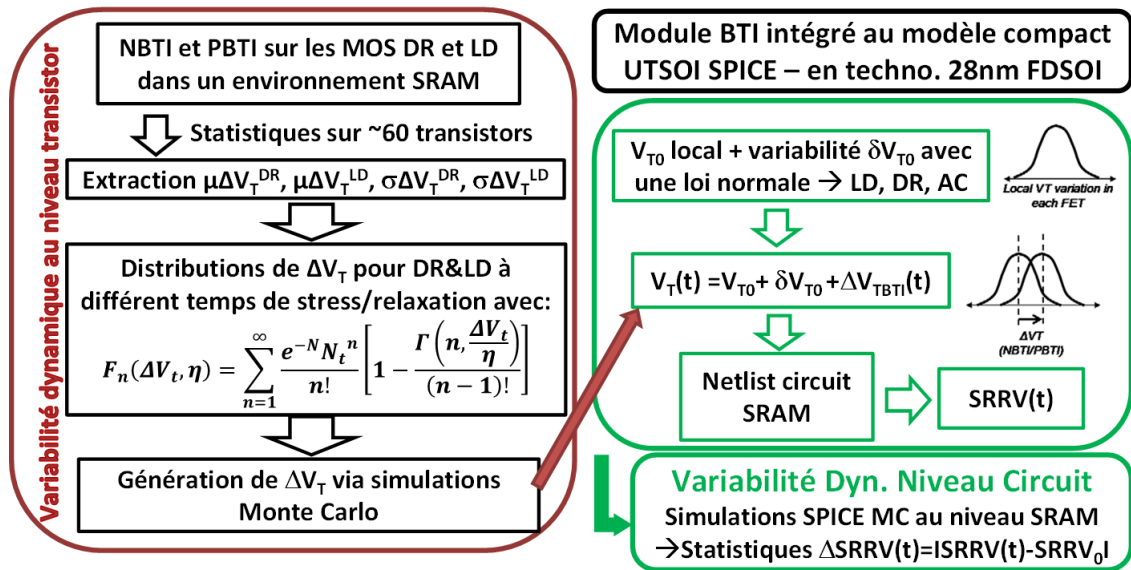 Variabilité dynamique au niveau transistor
NBTI et PBTI sur les MOS DR et LD
dans un environnement SRAM
Statistiques sur ~60 transistors
Extraction μΔV_T^DR, μΔV_T^LD, σΔV_T^DR, σΔV_T^LD
Distributions de ΔV_T pour DR&LD à
différent temps de stress/relaxation avec:
F_n(ΔV_t, η) = ∑_{n=1}^{∞} (e^{-N} N_t^n / n!) [1 − Γ(n, ΔV_t/η) / (n−1)!]
Génération de ΔV_T via simulations
Monte Carlo
Module BTI intégré au modèle compact
UTSOI SPICE – en techno. 28nm FDSOI
V_T0 local + variabilité δV_T0 avec
une loi normale → LD, DR, AC
Local VT variation in
each FET
V_T(t) =V_T0+ δV_T0 +ΔV_TBTI(t)
ΔVT
(NBTI/PBTI)
Netlist circuit
SRAM
SRRV(t)
Variabilité Dyn. Niveau Circuit
Simulations SPICE MC au niveau SRAM
→Statistiques ΔSRRV(t)=ISRRV(t)-SRRV_0I